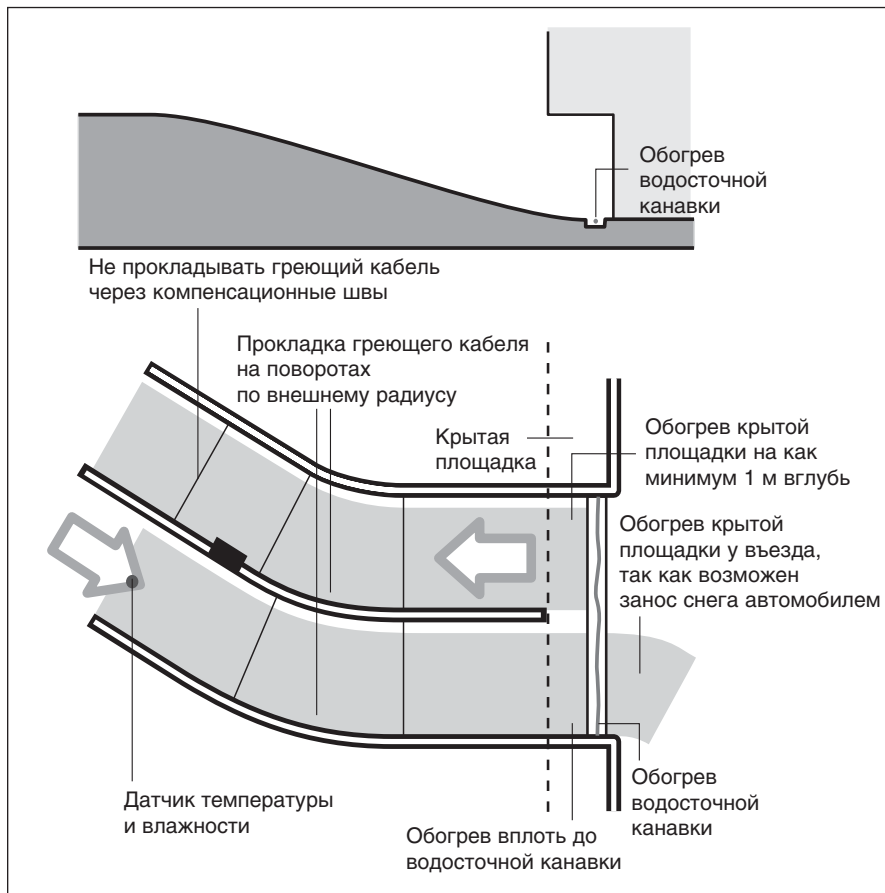 Обогрев
водосточной
канавки
Не прокладывать греющий кабель
через компенсационные швы
Прокладка греющего кабеля
на поворотах
по внешнему радиусу
Крытая
площадка
Обогрев крытой
площадки на как
минимум 1 м вглубь
Обогрев крытой
площадки у въезда,
так как возможен
занос снега автомобилем
Датчик температуры
и влажности
Обогрев вплоть до
водосточной канавки
Обогрев
водосточной
канавки